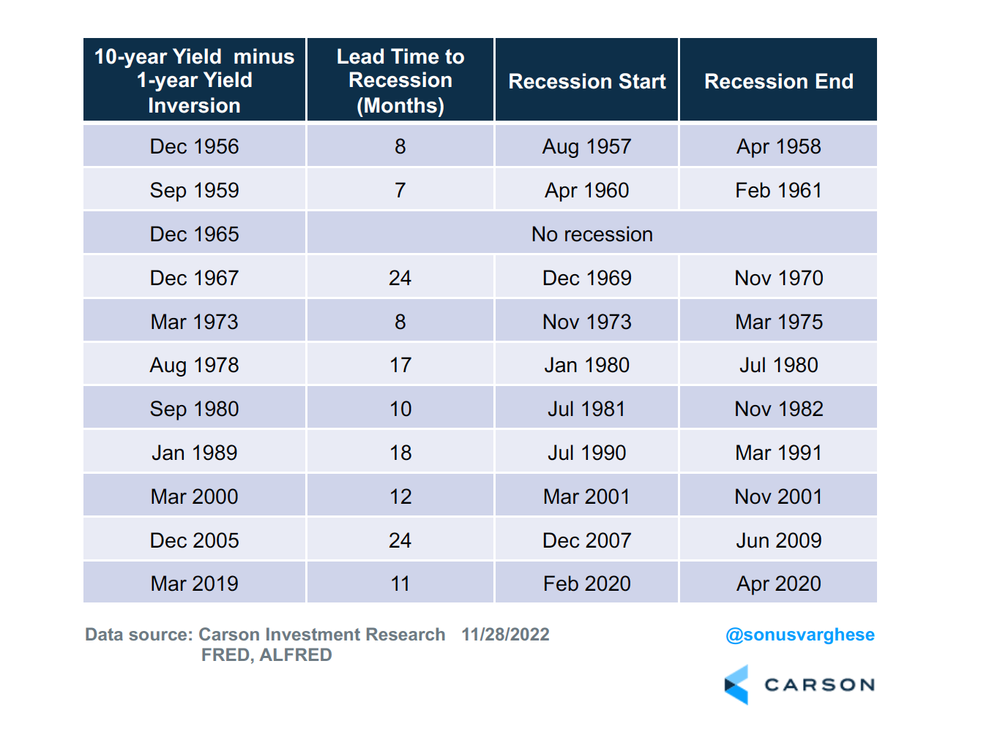 10-year Yield  minus
1-year Yield
Inversion
Lead Time to
Recession
(Months)
Recession Start
Recession End
Dec 1956 8 Aug 1957 Apr 1958
Sep 1959 7 Apr 1960 Feb 1961
Dec 1965 No recession
Dec 1967 24 Dec 1969 Nov 1970
Mar 1973 8 Nov 1973 Mar 1975
Aug 1978 17 Jan 1980 Jul 1980
Sep 1980 10 Jul 1981 Nov 1982
Jan 1989 18 Jul 1990 Mar 1991
Mar 2000 12 Mar 2001 Nov 2001
Dec 2005 24 Dec 2007 Jun 2009
Mar 2019 11 Feb 2020 Apr 2020
Data source: Carson Investment Research 11/28/2022
FRED, ALFRED
@sonusvarghese
CARSON